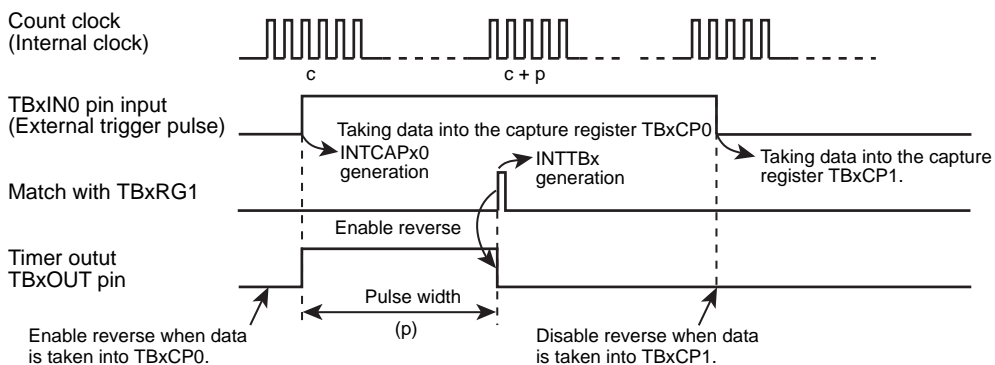 Count clock
(Internal clock)
c
c + p
TBxIN0 pin input
(External trigger pulse)
Taking data into the capture register TBxCP0
INTCAPx0
generation
INTTBx
generation
Taking data into the capture
register TBxCP1.
Match with TBxRG1
Enable reverse
Timer outut
TBxOUT pin
Pulse width
(p)
Enable reverse when data
is taken into TBxCP0.
Disable reverse when data
is taken into TBxCP1.